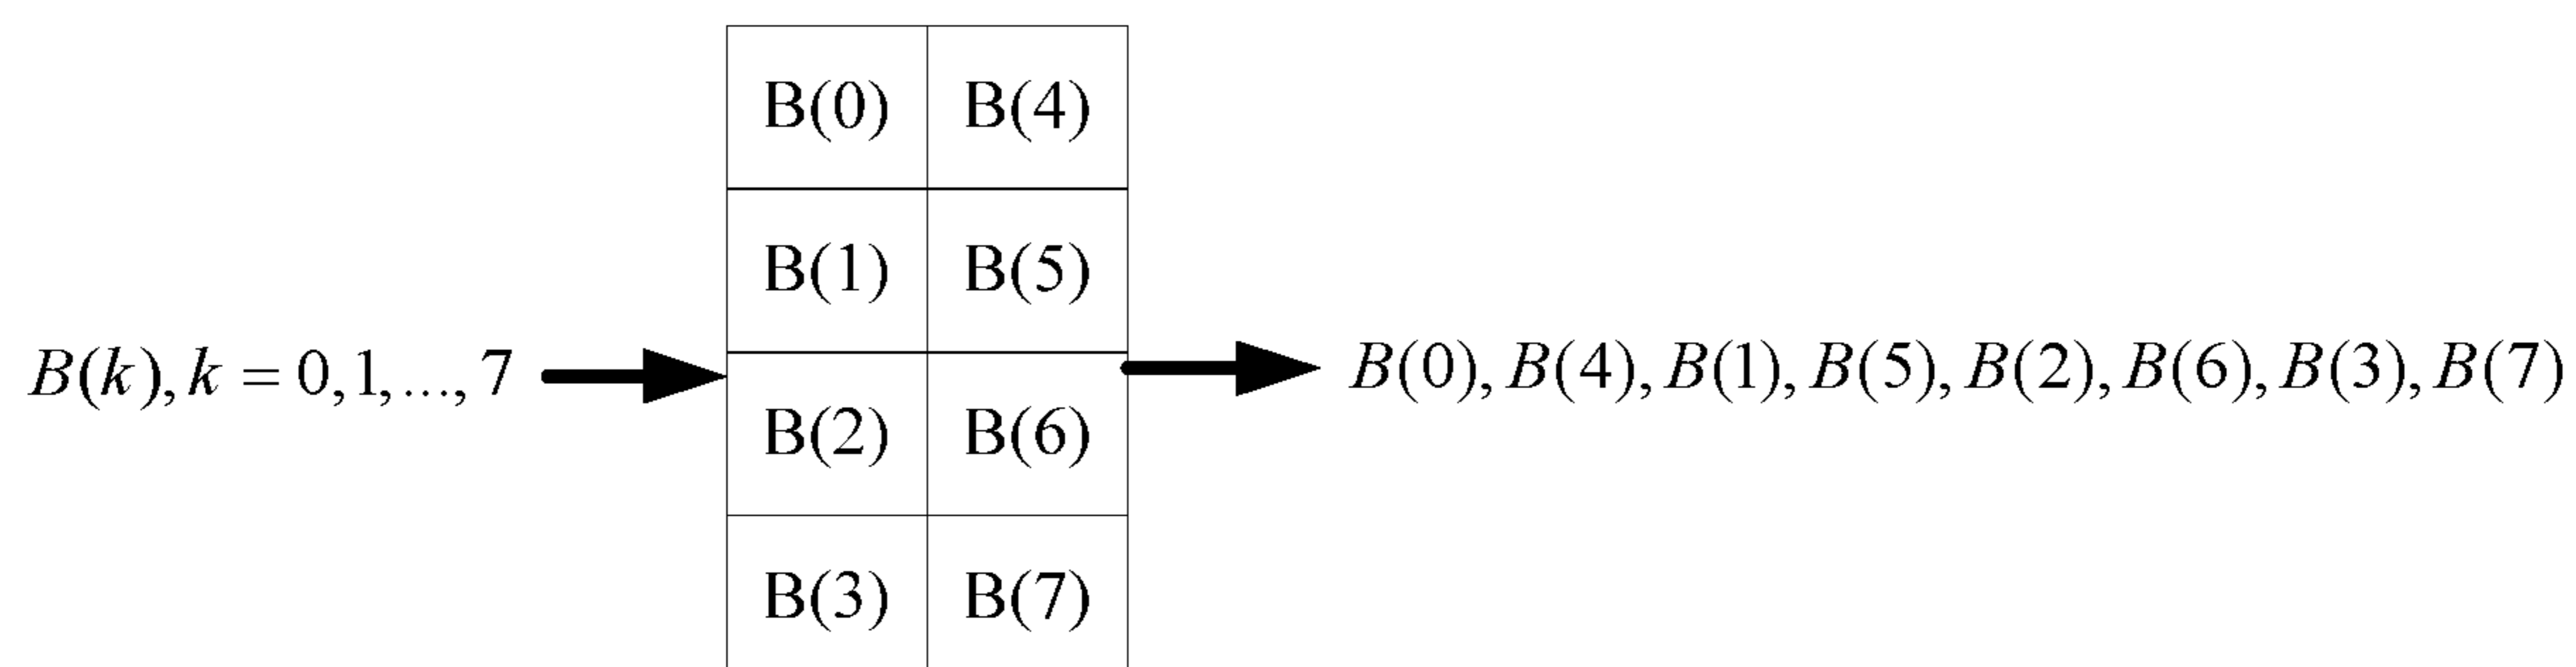 B(0) B(4)
B(1) B(5)
B(k), k = 0,1,..., 7
B(0), B(4), B(1), B(5), B(2), B(6), B(3), B(7)
B(2) B(6)
B(3) B(7)